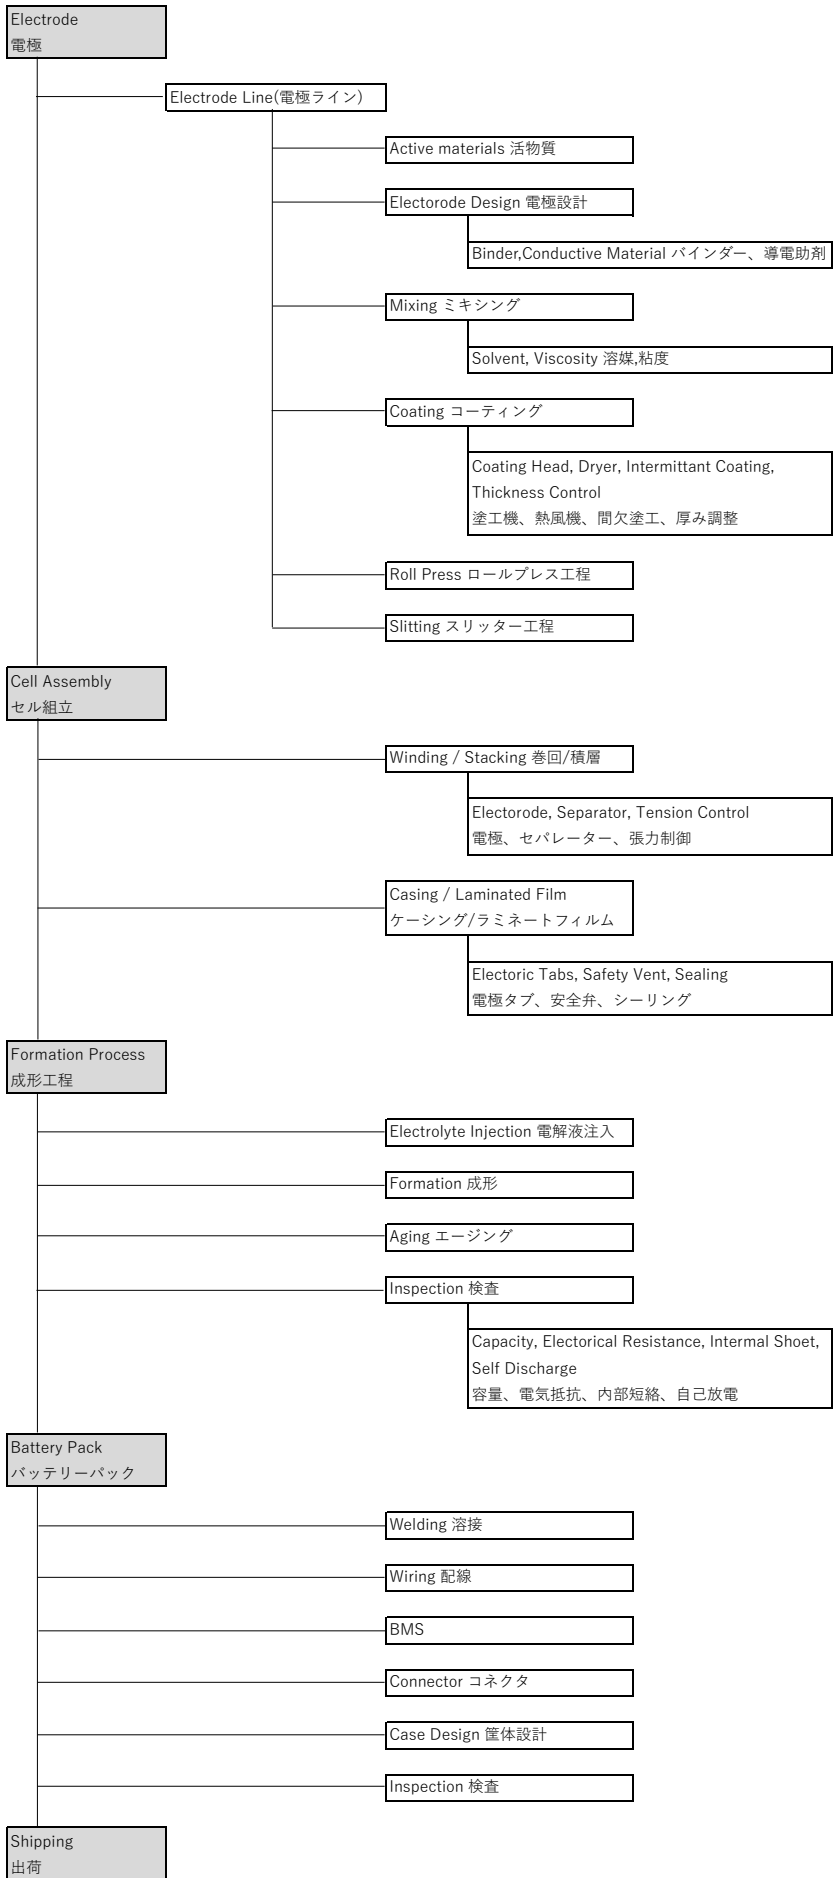 Electrode
電極
Electrode Line(電極ライン)
Active materials 活物質
Electorode Design 電極設計
Binder,Conductive Material バインダー、導電助剤
Mixing ミキシング
Solvent, Viscosity 溶媒,粘度
Coating コーティング
Coating Head, Dryer, Intermittant Coating,
Thickness Control
塗工機、熱風機、間欠塗工、厚み調整
Roll Press ロールプレス工程
Slitting スリッター工程
Cell Assembly
セル組立
Winding / Stacking 巻回/積層
Electorode, Separator, Tension Control
電極、セパレーター、張力制御
Casing / Laminated Film
ケーシング/ラミネートフィルム
Electoric Tabs, Safety Vent, Sealing
電極タブ、安全弁、シーリング
Formation Process
成形工程
Electrolyte Injection 電解液注入
Formation 成形
Aging エージング
Inspection 検査
Capacity, Electorical Resistance, Intermal Shoet,
Self Discharge
容量、電気抵抗、内部短絡、自己放電
Battery Pack
バッテリーパック
Welding 溶接
Wiring 配線
BMS
Connector コネクタ
Case Design 筐体設計
Inspection 検査
Shipping
出荷